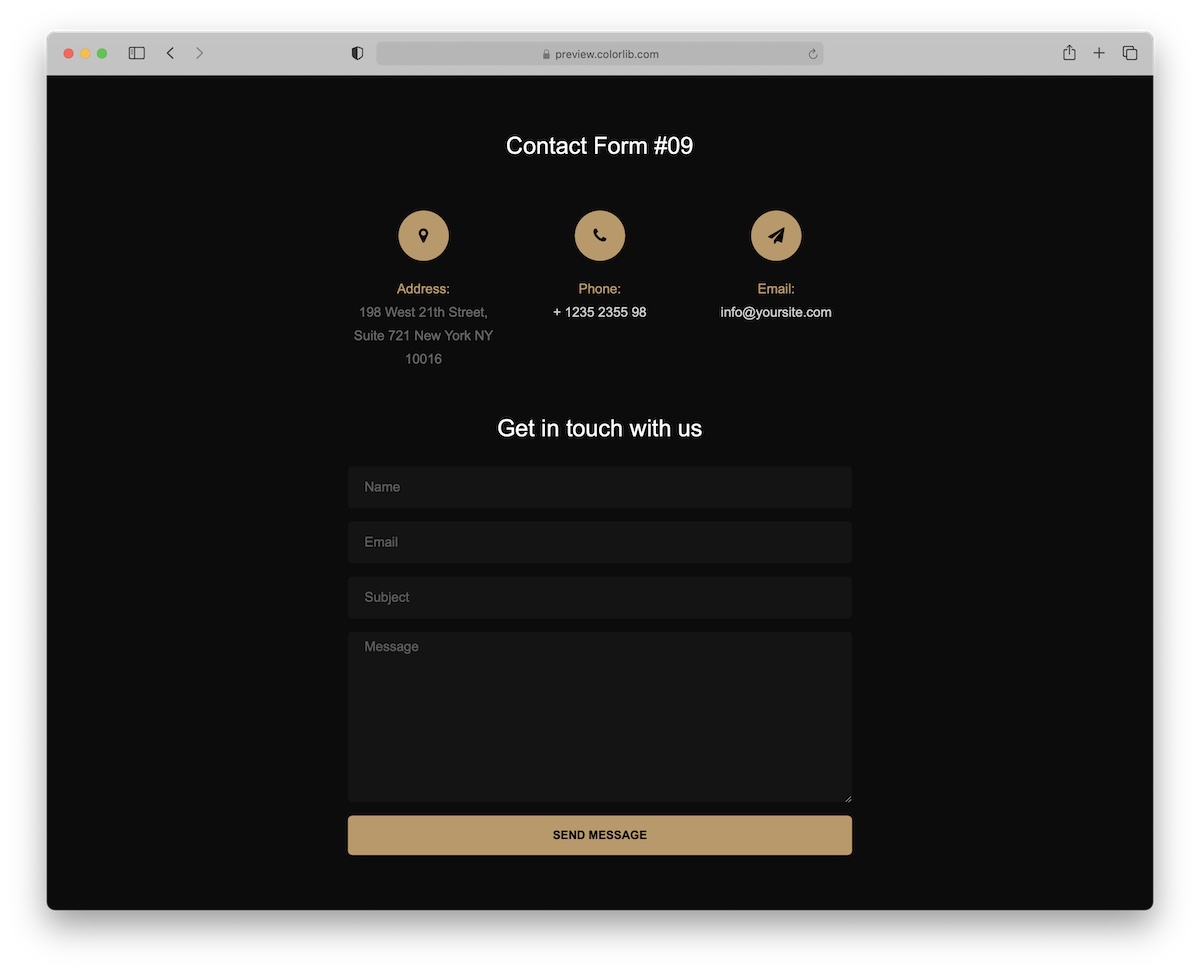 preview.colorlib.com
Contact Form #09
Address:
198 West 21th Street,
Suite 721 New York NY
10016
Phone:
+ 1235 2355 98
Email:
info@yoursite.com
Get in touch with us
Name
Email
Subject
Message
SEND MESSAGE